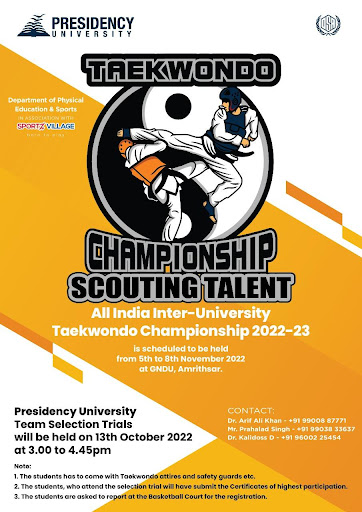 PRESIDENCY
UNIVERSITY
TAEKWONDO
Department of Physical
Education & Sports
IN ASSOCIATION WITH
SPORTZ VILLAGE
CHAMPIONSHIP
SCOUTING TALENT
All India Inter-University
Taekwondo Championship 2022-23
is scheduled to be held
from 5th to 8th November 2022
at GNDU, Amrithsar.
Presidency University
Team Selection Trials
will be held on 13th October 2022
at 3.00 to 4.45pm
CONTACT:
Dr. Arif Ali Khan - +91 99008 87771
Mr. Prahalad Singh - +91 99038 33637
Dr. Kalidoss D - +91 96002 25454
Note:
1. The students has to come with Taekwondo attires and safety guards etc.
2. The students, who attend the selection trial will have submit the Certificates of highest participation.
3. The students are asked to report at the Basketball Court for the registration.